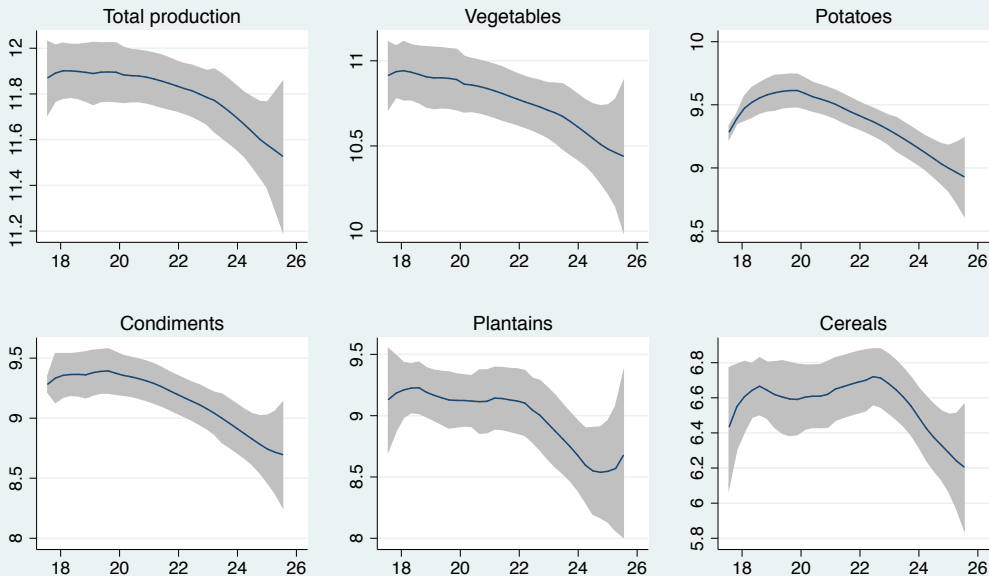 Total production
12
11.8
11.6
11.4
11.2
18 20 22 24 26
Vegetables
11
10.5
10
18 20 22 24 26
Potatoes
10
9.5
9
8.5
18 20 22 24 26
Condiments
9.5
9
8.5
8
18 20 22 24 26
Plantains
9.5
9
8.5
8
18 20 22 24 26
Cereals
6.8
6.6
6.4
6.2
6
5.8
18 20 22 24 26